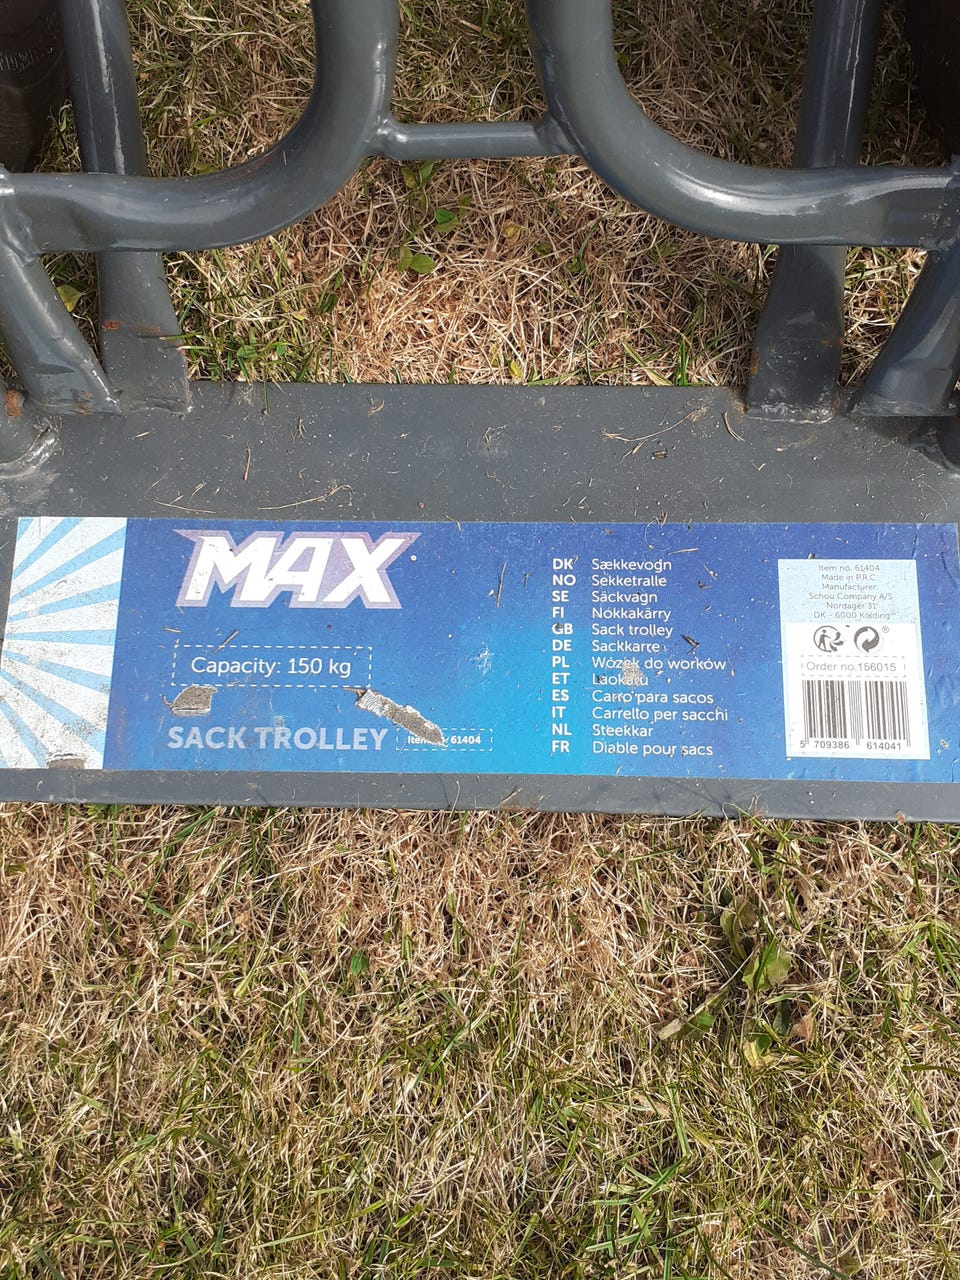 MAX
Capacity: 150 kg
SACK TROLLEY
61404
DK Sækkevogn
NO Sekketralle
SE Säckvagn
FI Nokkakärry
GB Sack trolley
DE Sackkarre
PL Wózek do worków
ET
ES Carro para sacos
IT Carrello per sacchi
NL Steekkar
FR Diable pour sacs
Item no. 61404
Made in P.R.C.
Manufacturer:
Schou Company A/S
Nordager 31
DK - 6000 Kolding
Order no.156015
5 709386 614041